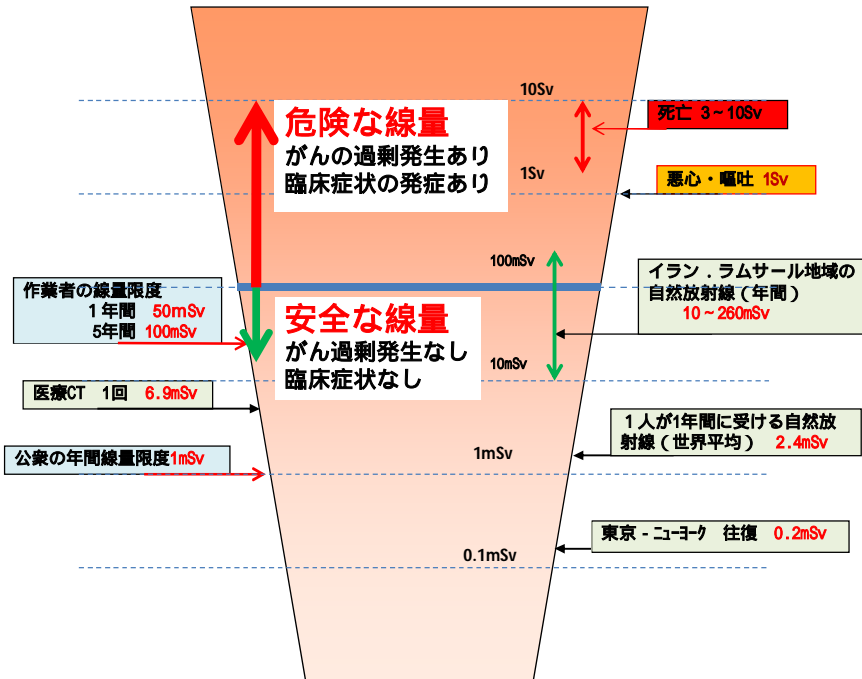 10Sv
危険な線量
がんの過剰発生あり
臨床症状の発症あり
死亡 3~10Sv
1Sv
悪心・嘔吐 1Sv
100mSv
イラン．ラムサール地域の
自然放射線（年間）
10~260mSv
作業者の線量限度
１年間 50mSv
5年間 100mSv
安全な線量
がん過剰発生なし
臨床症状なし
10mSv
医療CT 1回 6.9mSv
１人が1年間に受ける自然放
射線（世界平均） 2.4mSv
公衆の年間線量限度1mSv
1mSv
東京 - ﾆｭｰﾖｰｸ 往復 0.2mSv
0.1mSv